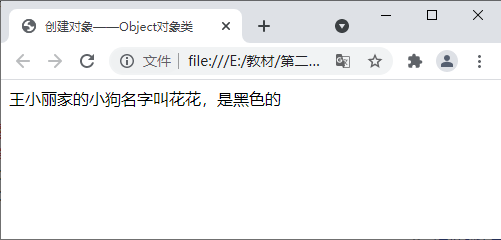 创建对象——Object对象类
文件 file:///E:/教材/第二...
王小丽家的小狗名字叫花花，是黑色的